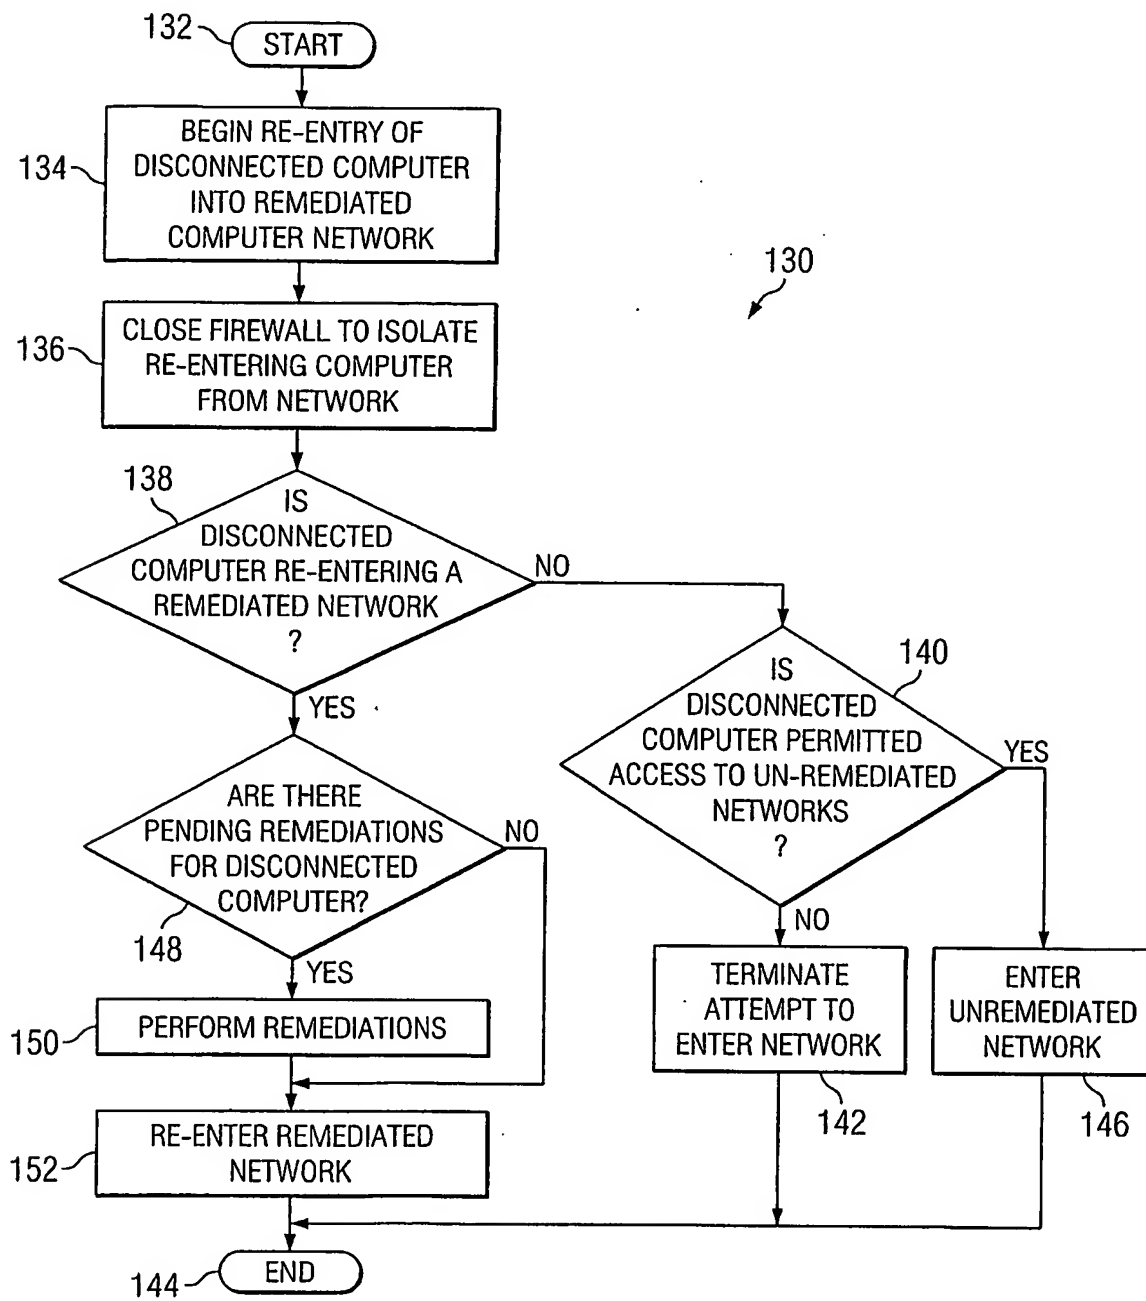 132
START
134
BEGIN RE-ENTRY OF
DISCONNECTED COMPUTER
INTO REMEDIATED
COMPUTER NETWORK
130
136
CLOSE FIREWALL TO ISOLATE
RE-ENTERING COMPUTER
FROM NETWORK
138
IS
DISCONNECTED
COMPUTER RE-ENTERING A
REMEDIATED NETWORK
?
NO
YES
140
IS
DISCONNECTED
COMPUTER PERMITTED
ACCESS TO UN-REMEDIATED
NETWORKS
?
YES
NO
ARE THERE
PENDING REMEDIATIONS
FOR DISCONNECTED
COMPUTER?
NO
148
YES
150
PERFORM REMEDIATIONS
TERMINATE
ATTEMPT TO
ENTER NETWORK
142
ENTER
UNREMEDIATED
NETWORK
146
152
RE-ENTER REMEDIATED
NETWORK
144
END